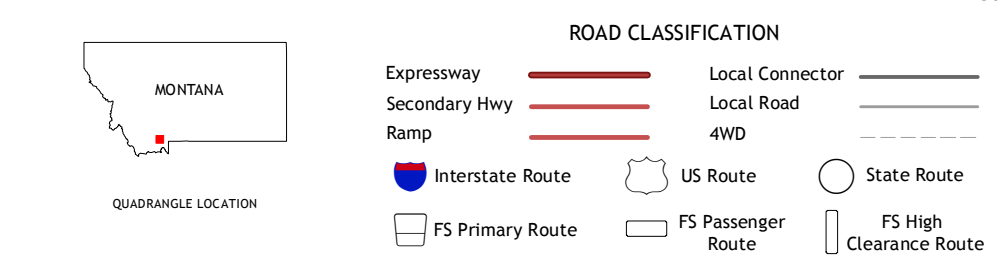 ROAD CLASSIFICATION
MONTANA
QUADRANGLE LOCATION
Expressway
Local Connector
Secondary Hwy
Local Road
Ramp
4WD
Interstate Route
US Route
State Route
FS Primary Route
FS Passenger
Route
FS High
Clearance Route